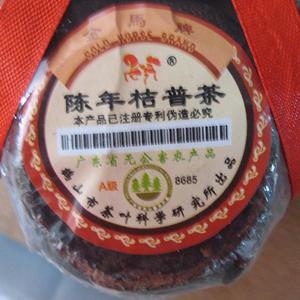 金馬牌
GOLD HORSE BRAND
®
陈年桔普茶
本产品已注册专利伪造必究
广东省无公害农产品
A级
8685
鹤山市茶叶科学研究所出品